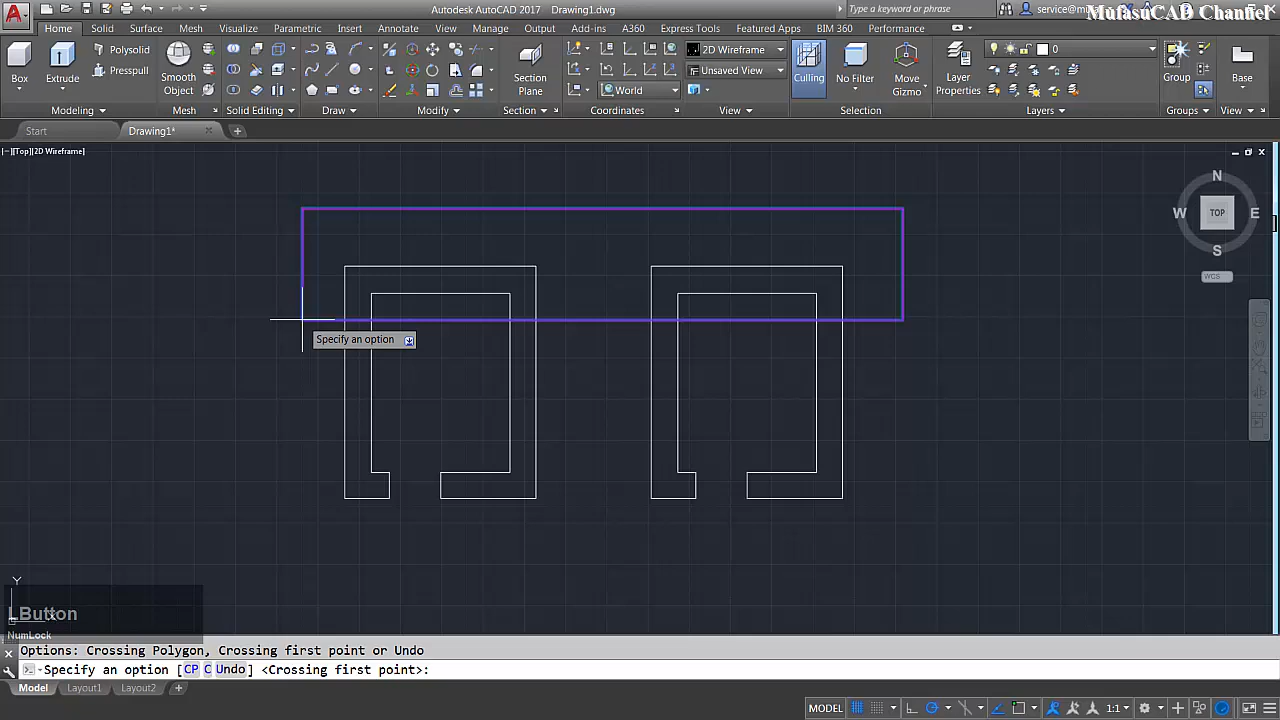 Autodesk AutoCAD 2017 Drawing1.dwg
Type a keyword or phrase
service@
MufasuCAD Channel
Home Solid Surface Mesh Visualize Parametric Insert Annotate View Manage Output Add-ins A360 Express Tools Featured Apps BIM 360 Performance
Polysolid
Presspull
Box
Extrude
Smooth
Object
Section
Plane
2D Wireframe
Unsaved View
World
Culling
No Filter
Move
Gizmo
Layer
Properties
0
Group
Base
Modeling
Mesh
Solid Editing
Draw
Modify
Section
Coordinates
View
Selection
Layers
Groups
View
Start
Drawing1*
[−][Top][2D Wireframe]
N
W
TOP
E
S
WCS
Specify an option
Y
LButton
NumLock
Options: Crossing Polygon, Crossing first point or Undo
Specify an option [CP C Undo] <Crossing first point>:
Model Layout1 Layout2 +
MODEL
1:1